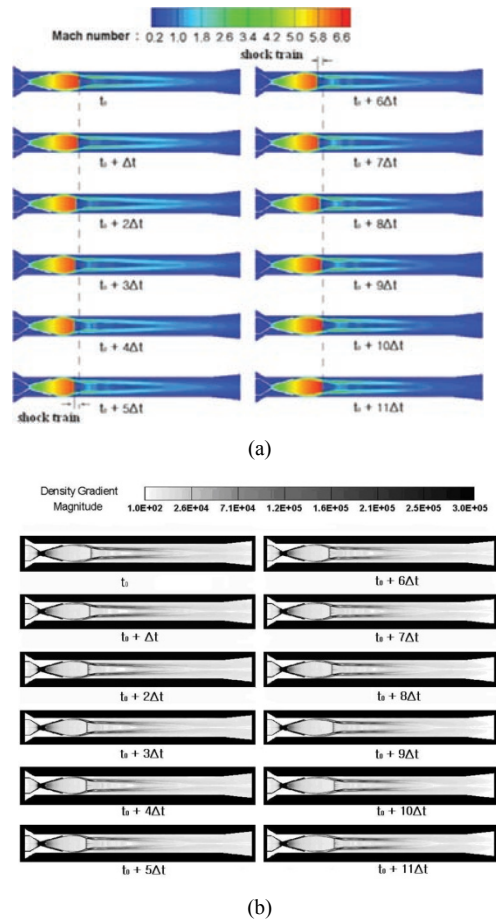 Mach number : 0.2 1.0 1.8 2.6 3.4 4.2 5.0 5.8 6.6
shock train
t₀ t₀ + 6Δt
t₀ + Δt t₀ + 7Δt
t₀ + 2Δt t₀ + 8Δt
t₀ + 3Δt t₀ + 9Δt
t₀ + 4Δt t₀ + 10Δt
t₀ + 5Δt t₀ + 11Δt
shock train
(a)
Density Gradient
Magnitude
1.0E+02 2.6E+04 7.1E+04 1.2E+05 1.6E+05 2.1E+05 2.5E+05 3.0E+05
t₀ t₀ + 6Δt
t₀ + Δt t₀ + 7Δt
t₀ + 2Δt t₀ + 8Δt
t₀ + 3Δt t₀ + 9Δt
t₀ + 4Δt t₀ + 10Δt
t₀ + 5Δt t₀ + 11Δt
(b)